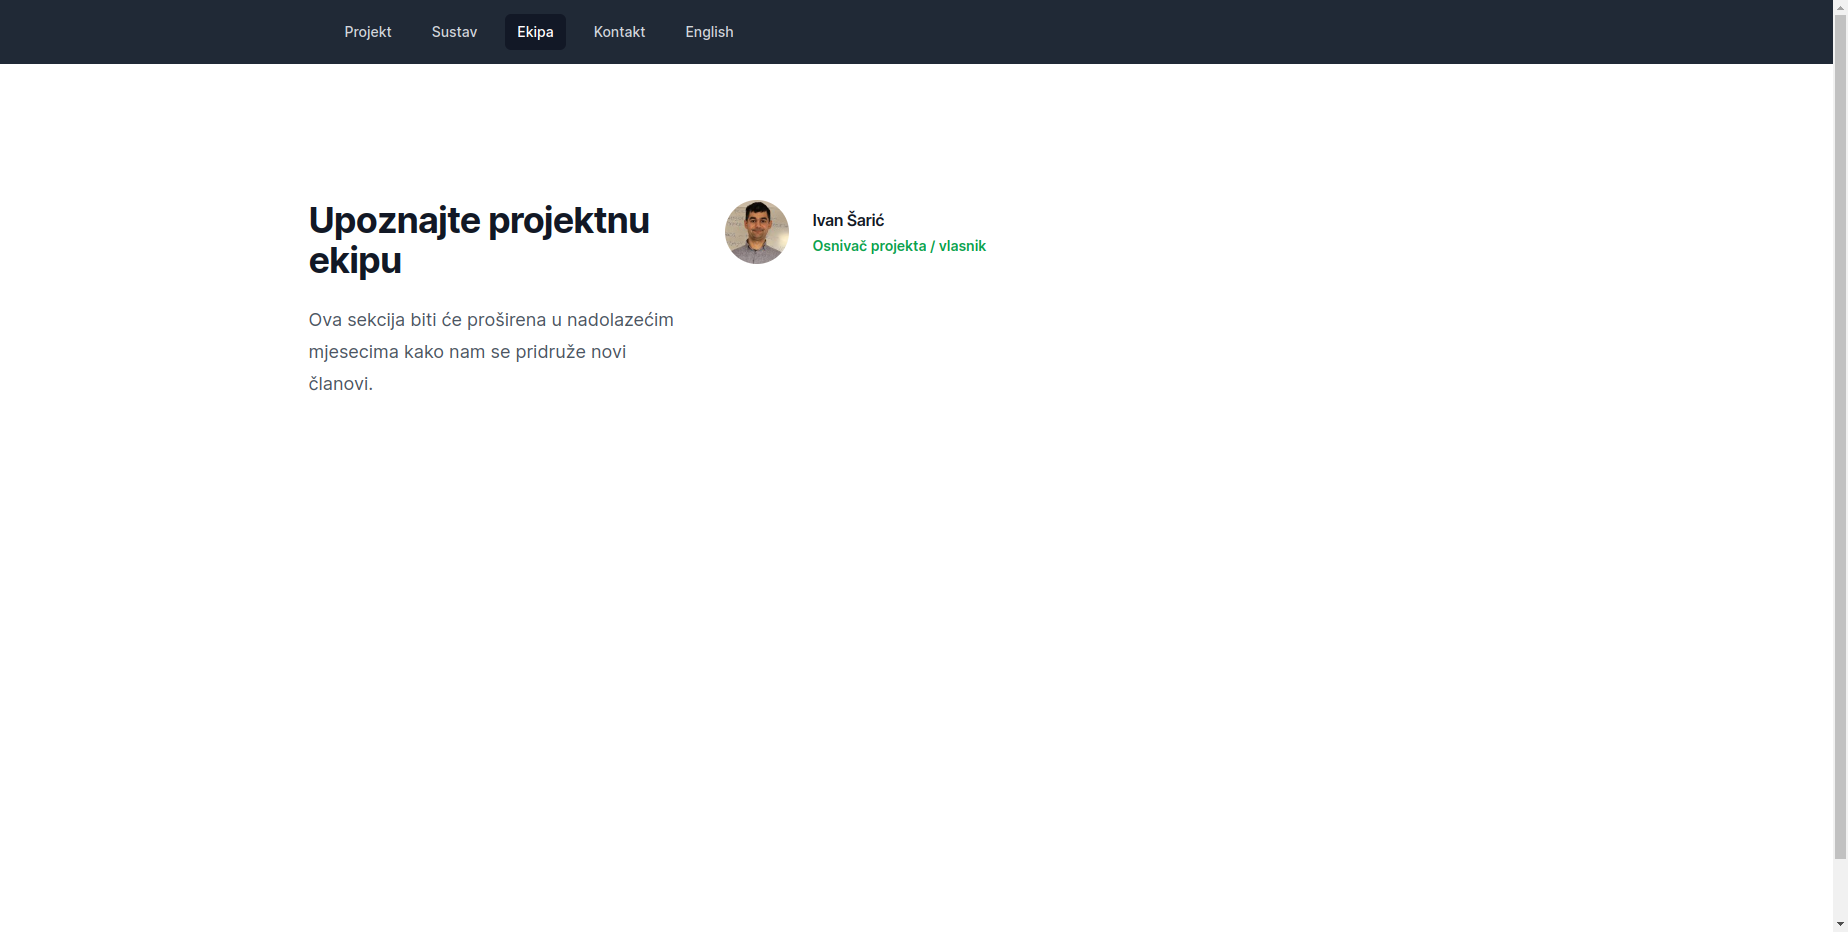 Projekt Sustav Ekipa Kontakt English
Upoznajte projektnu
ekipu
Ova sekcija biti će proširena u nadolazećim
mjesecima kako nam se pridruže novi
članovi.
Ivan Šarić
Osnivač projekta / vlasnik